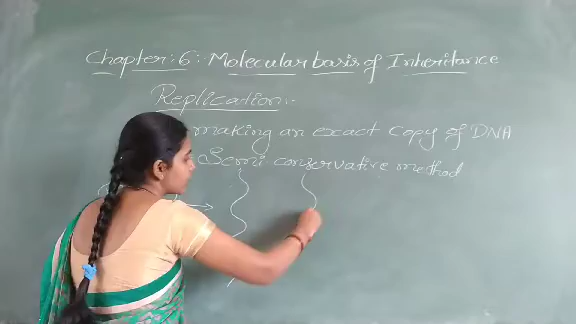 Chapter: 6: Molecular basis of Inheritance
Replication:-
making an exact copy of DNA
Semi conservative method